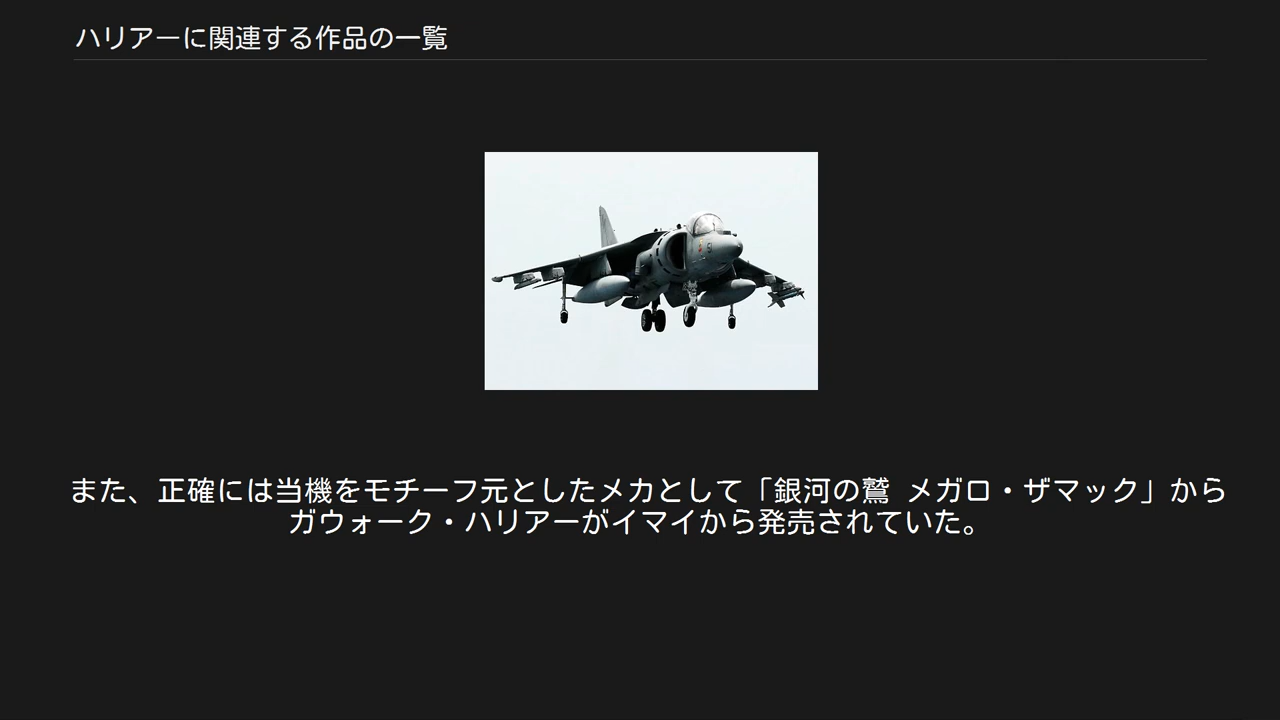 ハリアーに関連する作品の一覧
また、正確には当機をモチーフ元としたメカとして「銀河の鷲 メガロ・ザマック」から
ガウォーク・ハリアーがイマイから発売されていた。